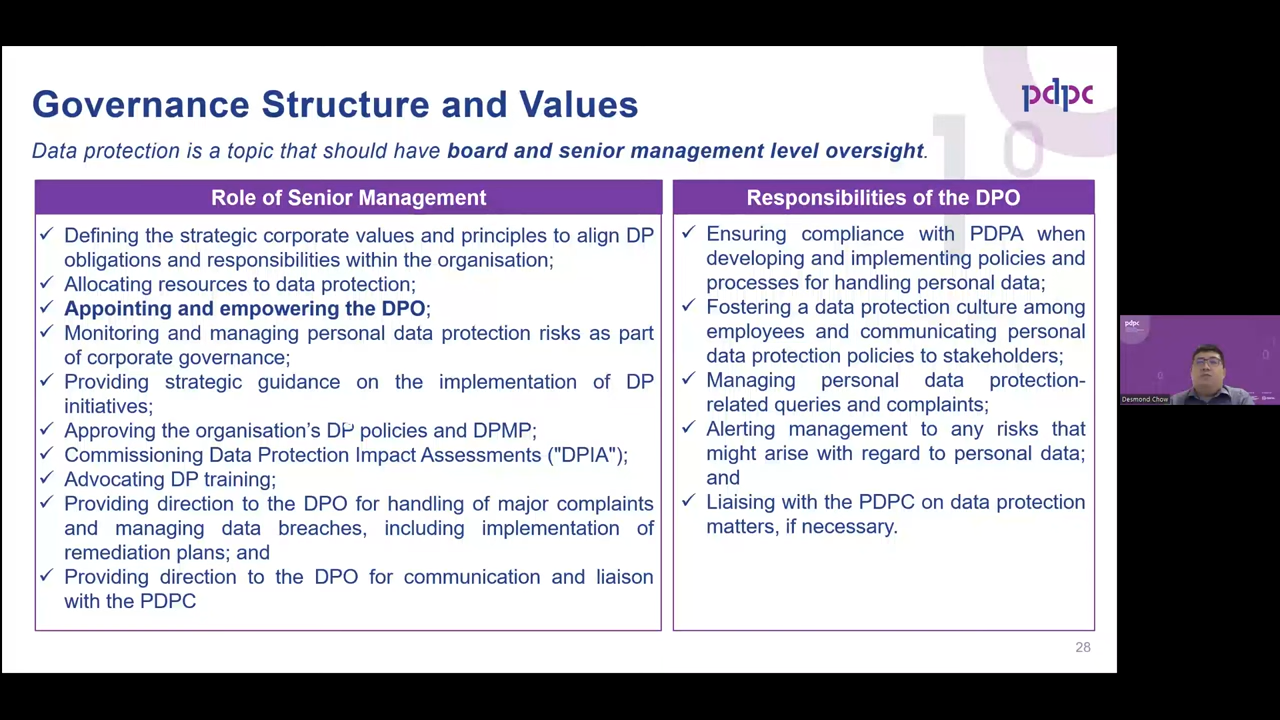 pdpc
Governance Structure and Values
Data protection is a topic that should have board and senior management level oversight.
Role of Senior Management
✓ Defining the strategic corporate values and principles to align DP
obligations and responsibilities within the organisation;
✓ Allocating resources to data protection;
✓ Appointing and empowering the DPO;
✓ Monitoring and managing personal data protection risks as part
of corporate governance;
✓ Providing strategic guidance on the implementation of DP
initiatives;
✓ Approving the organisation's DP policies and DPMP;
✓ Commissioning Data Protection Impact Assessments ("DPIA");
✓ Advocating DP training;
✓ Providing direction to the DPO for handling of major complaints
and managing data breaches, including implementation of
remediation plans; and
✓ Providing direction to the DPO for communication and liaison
with the PDPC
Responsibilities of the DPO
✓ Ensuring compliance with PDPA when
developing and implementing policies and
processes for handling personal data;
✓ Fostering a data protection culture among
employees and communicating personal
data protection policies to stakeholders;
✓ Managing personal data protection-
related queries and complaints;
✓ Alerting management to any risks that
might arise with regard to personal data;
and
✓ Liaising with the PDPC on data protection
matters, if necessary.
28
pdpc
Desmond Chow